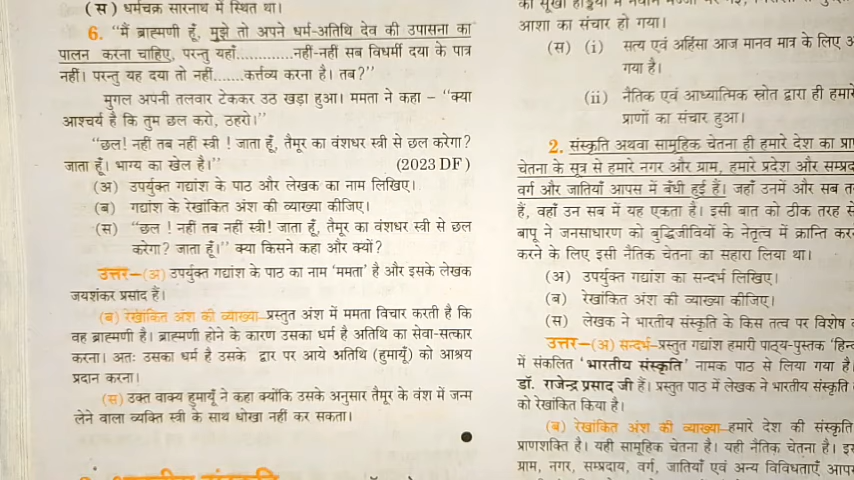 (स) धर्मचक्र सारनाथ में स्थित था।
6. “मैं ब्राह्मणी हूँ, मुझे तो अपने धर्म-अतिथि देव की उपासना का
पालन करना चाहिए, परन्तु यहाँ.............नहीं-नहीं सब विधर्मी दया के पात्र
नहीं। परन्तु यह दया तो नहीं.......कर्त्तव्य करना है। तब?”
मुगल अपनी तलवार टेककर उठ खड़ा हुआ। ममता ने कहा – “क्या
आश्चर्य है कि तुम छल करो, ठहरो।”
“छल! नहीं तब नहीं स्त्री ! जाता हूँ, तैमूर का वंशधर स्त्री से छल करेगा?
जाता हूँ। भाग्य का खेल है।” (2023 DF)
(अ) उपर्युक्त गद्यांश के पाठ और लेखक का नाम लिखिए।
(ब) गद्यांश के रेखांकित अंश की व्याख्या कीजिए।
(स) “छल ! नहीं तब नहीं स्त्री! जाता हूँ, तैमूर का वंशधर स्त्री से छल
करेगा? जाता हूँ।” क्या किसने कहा और क्यों?
उत्तर–(अ) उपर्युक्त गद्यांश के पाठ का नाम ‘ममता’ है और इसके लेखक
जयशंकर प्रसाद हैं।
(ब) रेखांकित अंश की व्याख्या–प्रस्तुत अंश में ममता विचार करती है कि
वह ब्राह्मणी है। ब्राह्मणी होने के कारण उसका धर्म है अतिथि का सेवा-सत्कार
करना। अतः उसका धर्म है उसके द्वार पर आये अतिथि (हुमायूँ) को आश्रय
प्रदान करना।
(स) उक्त वाक्य हुमायूँ ने कहा क्योंकि उसके अनुसार तैमूर के वंश में जन्म
लेने वाला व्यक्ति स्त्री के साथ धोखा नहीं कर सकता।
आशा का संचार हो गया।
(स) (i) सत्य एवं अहिंसा आज मानव मात्र के लिए
गया है।
(ii) नैतिक एवं आध्यात्मिक स्रोत द्वारा ही हमारे
प्राणों का संचार हुआ।
2. संस्कृति अथवा सामूहिक चेतना ही हमारे देश का
चेतना के सूत्र से हमारे नगर और ग्राम, हमारे प्रदेश और
वर्ग और जातियाँ आपस में बँधी हुई हैं। जहाँ उनमें और सब
हैं, वहाँ उन सब में यह एकता है। इसी बात को ठीक तरह
बापू ने जनसाधारण को बुद्धिजीवियों के नेतृत्व में क्रान्ति
करने के लिए इसी नैतिक चेतना का सहारा लिया था।
(अ) उपर्युक्त गद्यांश का सन्दर्भ लिखिए।
(ब) रेखांकित अंश की व्याख्या कीजिए।
(स) लेखक ने भारतीय संस्कृति के किस तत्व पर विशेष
उत्तर–(अ) सन्दर्भ–प्रस्तुत गद्यांश हमारी पाठ्य-पुस्तक
में संकलित ‘भारतीय संस्कृति’ नामक पाठ से लिया गया है
डॉ. राजेन्द्र प्रसाद जी हैं। प्रस्तुत पाठ में लेखक ने भारतीय संस्कृति
को रेखांकित किया है।
(ब) रेखांकित अंश की व्याख्या–हमारे देश की संस्कृति
प्राणशक्ति है। यही सामूहिक चेतना है। यही नैतिक चेतना है।
ग्राम, नगर, सम्प्रदाय, वर्ग, जातियाँ एवं अन्य विविधताएँ